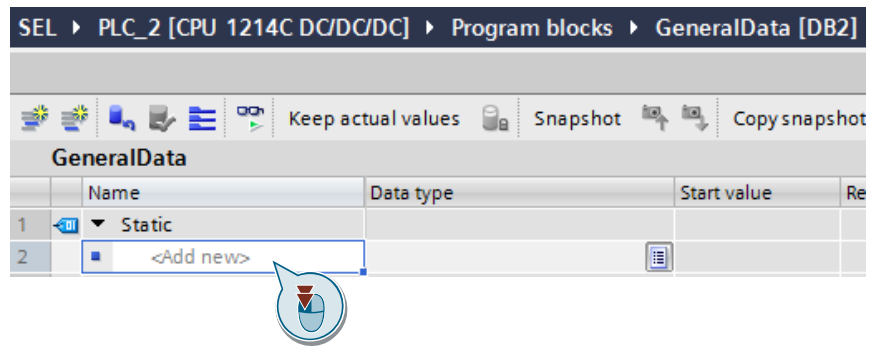 SEL ▸ PLC_2 [CPU 1214C DC/DC/DC] ▸ Program blocks ▸ GeneralData [DB2]
Keep actual values Snapshot Copy snapshot
GeneralData
Name Data type Start value Re
1 Static
2 <Add new>